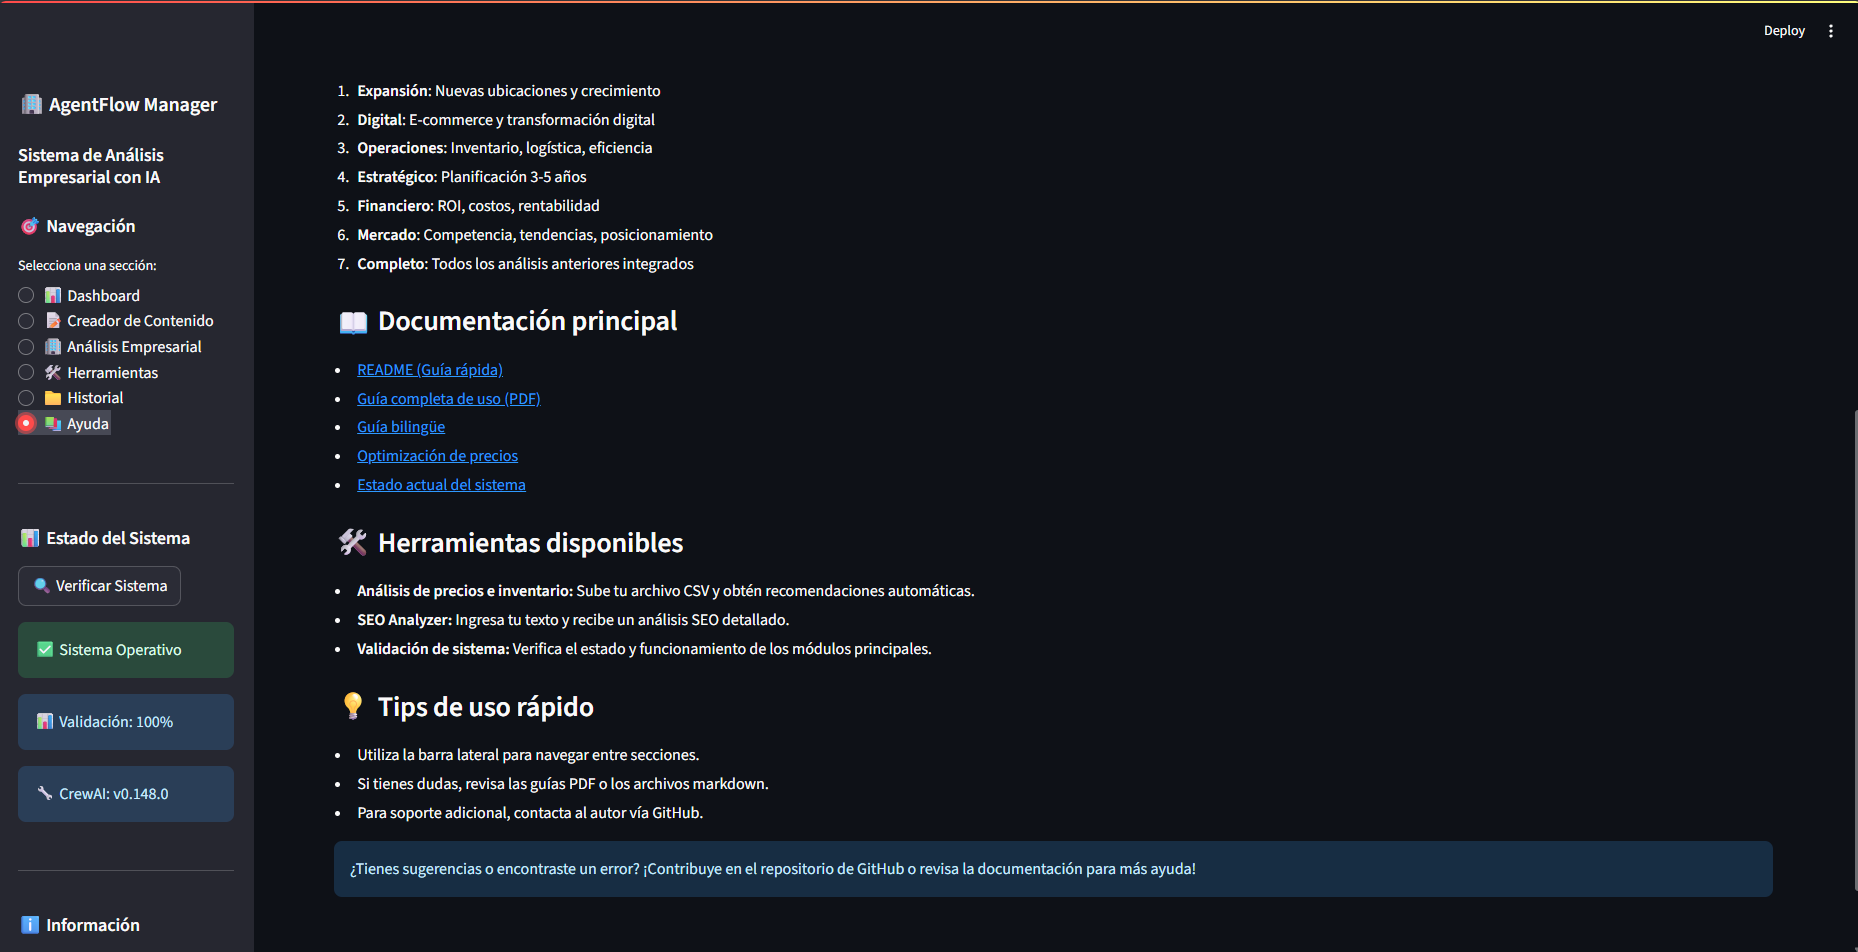 Deploy
AgentFlow Manager
Sistema de Análisis
Empresarial con IA
Navegación
Selecciona una sección:
Dashboard
Creador de Contenido
Análisis Empresarial
Herramientas
Historial
Ayuda
Estado del Sistema
Verificar Sistema
Sistema Operativo
Validación: 100%
CrewAI: v0.148.0
Información
1. Expansión: Nuevas ubicaciones y crecimiento
2. Digital: E-commerce y transformación digital
3. Operaciones: Inventario, logística, eficiencia
4. Estratégico: Planificación 3-5 años
5. Financiero: ROI, costos, rentabilidad
6. Mercado: Competencia, tendencias, posicionamiento
7. Completo: Todos los análisis anteriores integrados
Documentación principal
• README (Guía rápida)
• Guía completa de uso (PDF)
• Guía bilingüe
• Optimización de precios
• Estado actual del sistema
Herramientas disponibles
• Análisis de precios e inventario: Sube tu archivo CSV y obtén recomendaciones automáticas.
• SEO Analyzer: Ingresa tu texto y recibe un análisis SEO detallado.
• Validación de sistema: Verifica el estado y funcionamiento de los módulos principales.
Tips de uso rápido
• Utiliza la barra lateral para navegar entre secciones.
• Si tienes dudas, revisa las guías PDF o los archivos markdown.
• Para soporte adicional, contacta al autor vía GitHub.
¿Tienes sugerencias o encontraste un error? ¡Contribuye en el repositorio de GitHub o revisa la documentación para más ayuda!